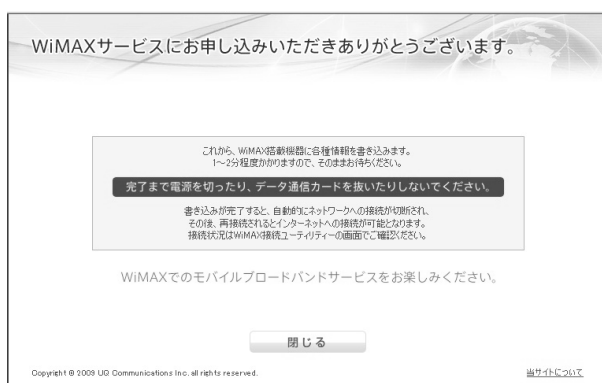 WiMAXサービスにお申し込みいただきありがとうございます。
これから、WiMAX搭載機器に各種情報を書き込みます。
1～2分程度かかりますので、そのままお待ちください。
完了まで電源を切ったり、データ通信カードを抜いたりしないでください。
書き込みが完了すると、自動的にネットワークへの接続が切断され、
その後、再接続されるとインターネットへの接続が可能となります。
接続状況はWiMAX接続ユーティリティーの画面でご確認ください。
WiMAXでのモバイルブロードバンドサービスをお楽しみください。
閉じる
Copyright © 2009 UQ Communications Inc. all rights reserved.
当サイトについて